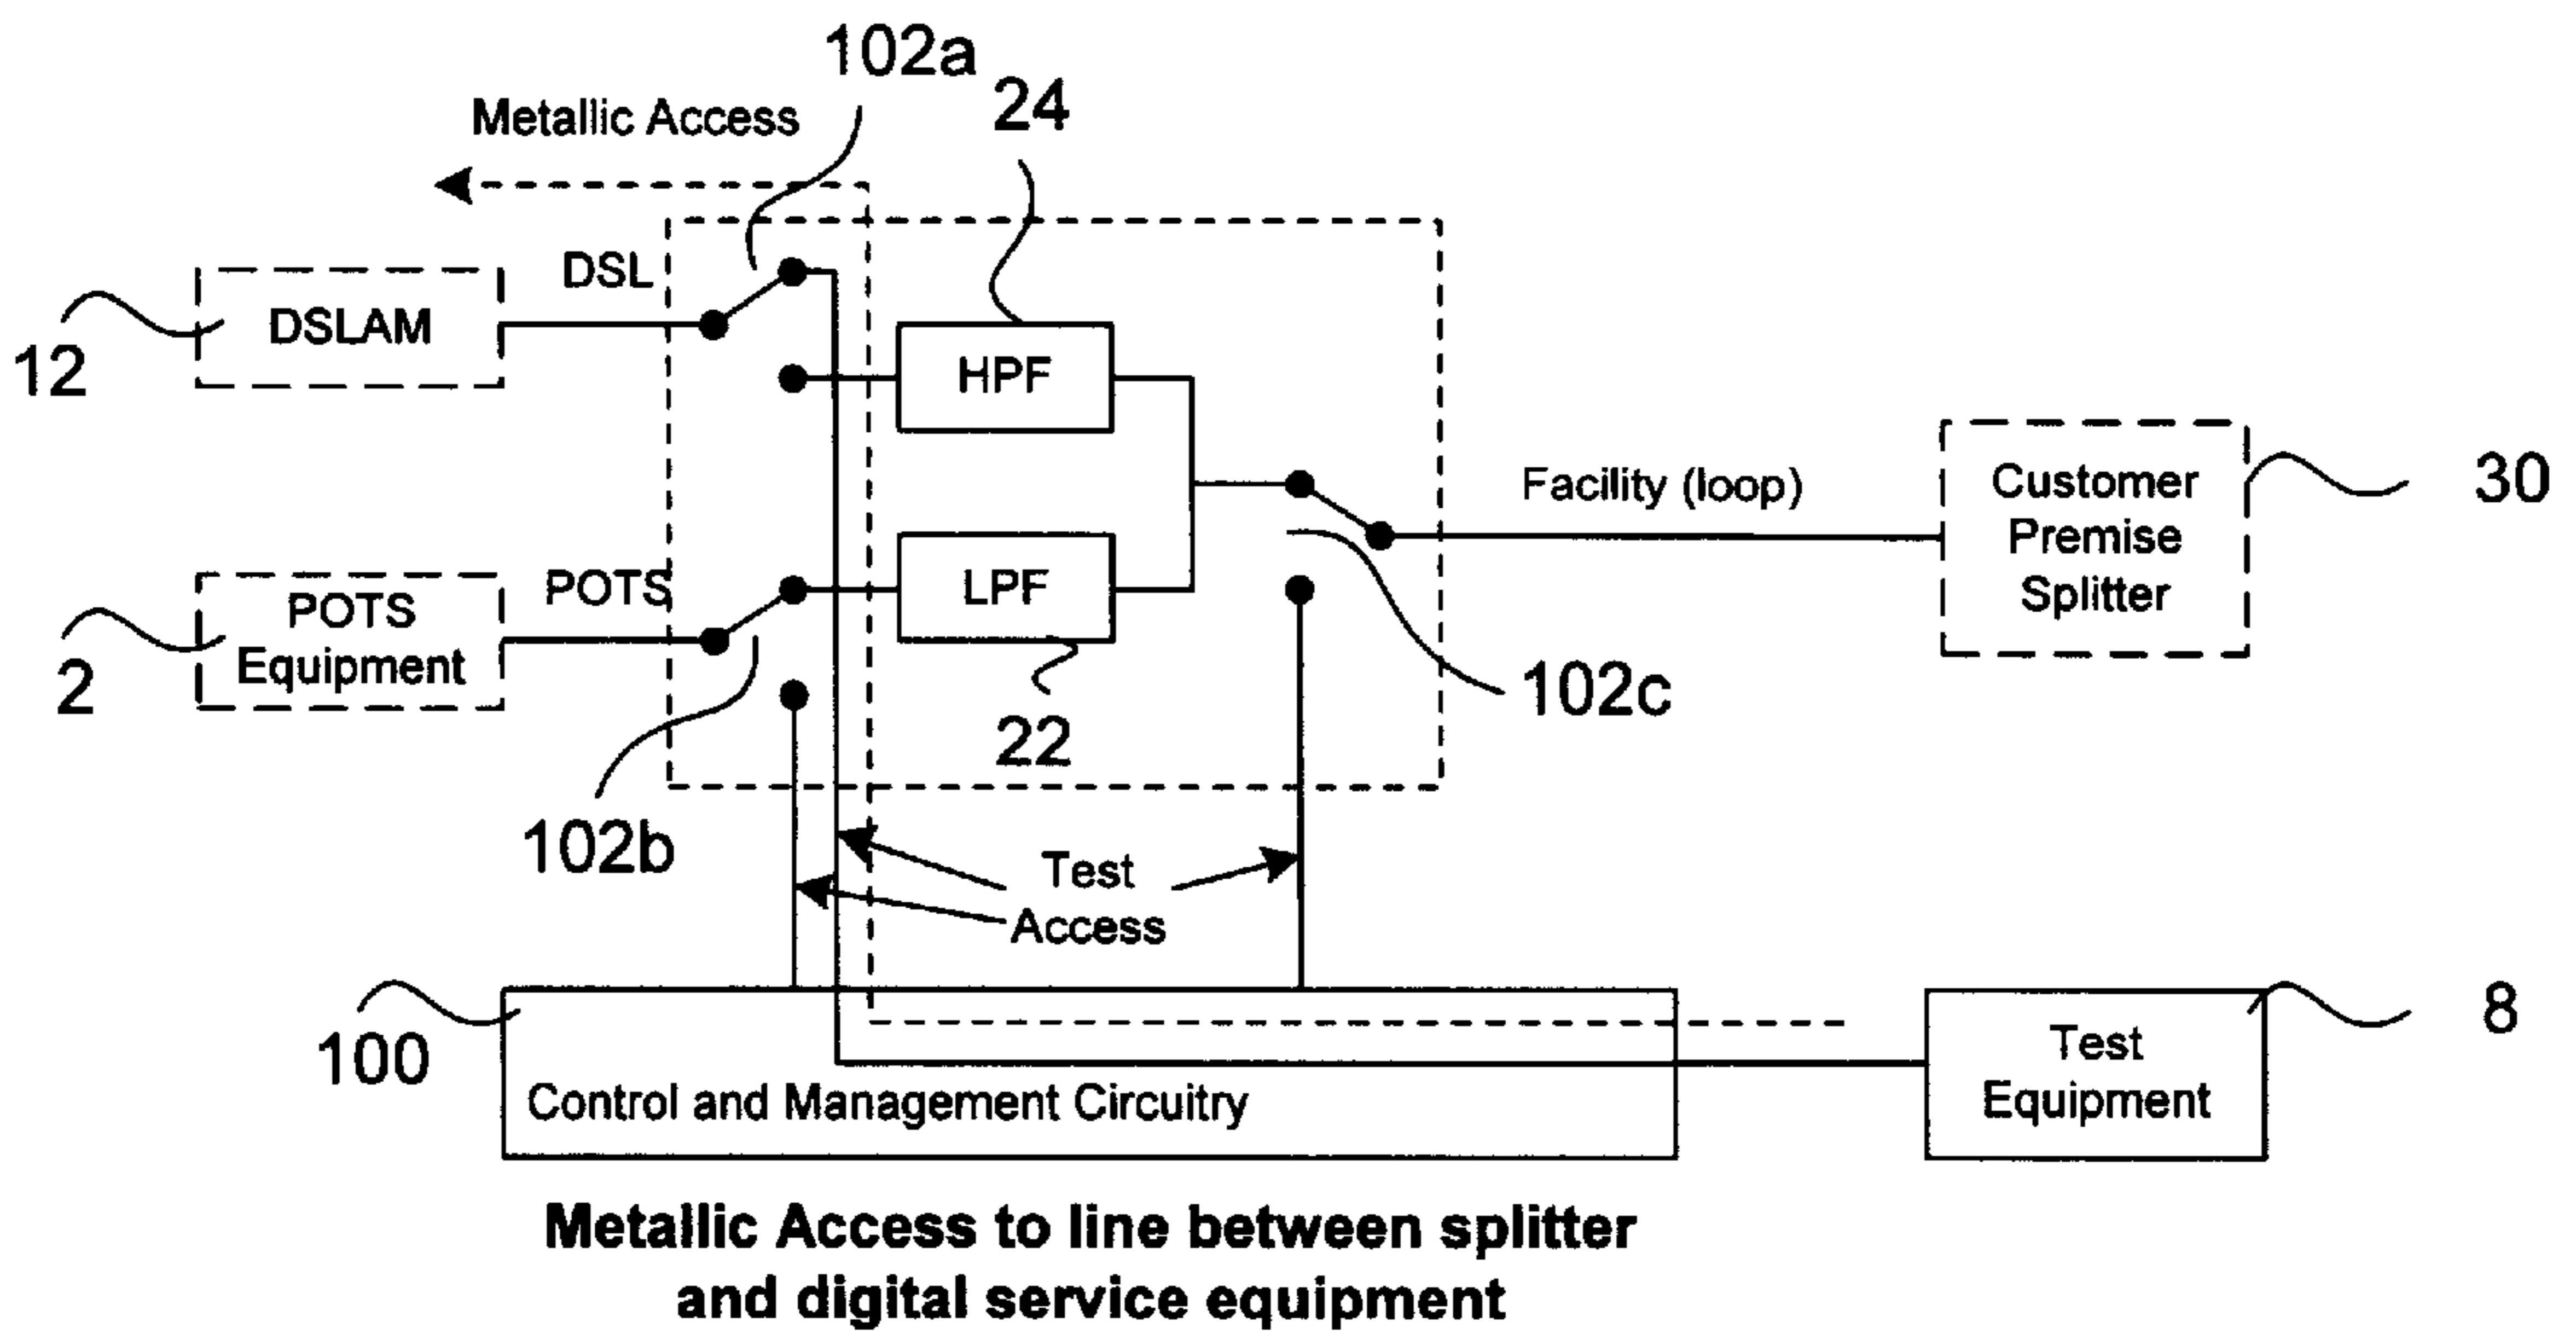 102a
Metallic Access
24
DSL
DSLAM
12
HPF
Customer
Premise
Splitter
30
Facility (loop)
POTS
Equipment
POTS
LPF
2
102c
22
102b
Test
Access
100
Control and Management Circuitry
Test
Equipment
8
Metallic Access to line between splitter
and digital service equipment